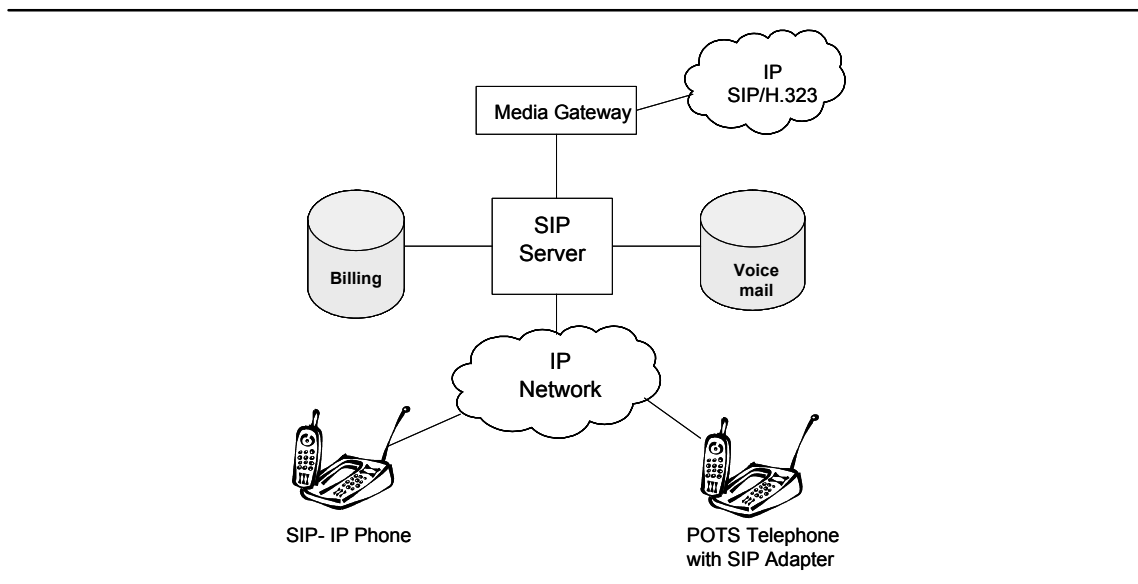 IP
SIP/H.323
Media Gateway
SIP
Server
Billing
Voice
mail
IP
Network
SIP- IP Phone
POTS Telephone
with SIP Adapter